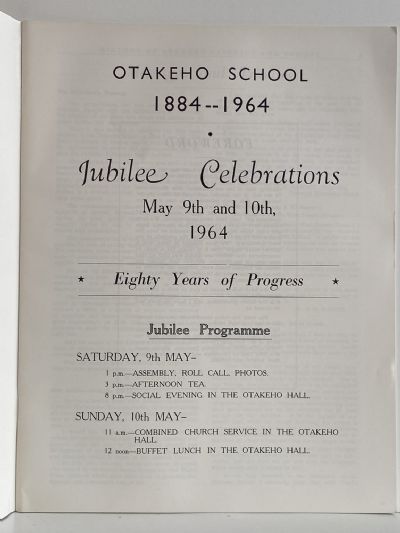 OTAKEHO SCHOOL
1884--1964
Jubilee Celebrations
May 9th and 10th,
1964
★ Eighty Years of Progress ★
Jubilee Programme
SATURDAY, 9th MAY–
1 p.m.—ASSEMBLY, ROLL CALL, PHOTOS.
3 p.m.—AFTERNOON TEA.
8 p.m.—SOCIAL EVENING IN THE OTAKEHO HALL.
SUNDAY, 10th MAY–
11 a.m.—COMBINED CHURCH SERVICE IN THE OTAKEHO
HALL.
12 noon—BUFFET LUNCH IN THE OTAKEHO HALL.